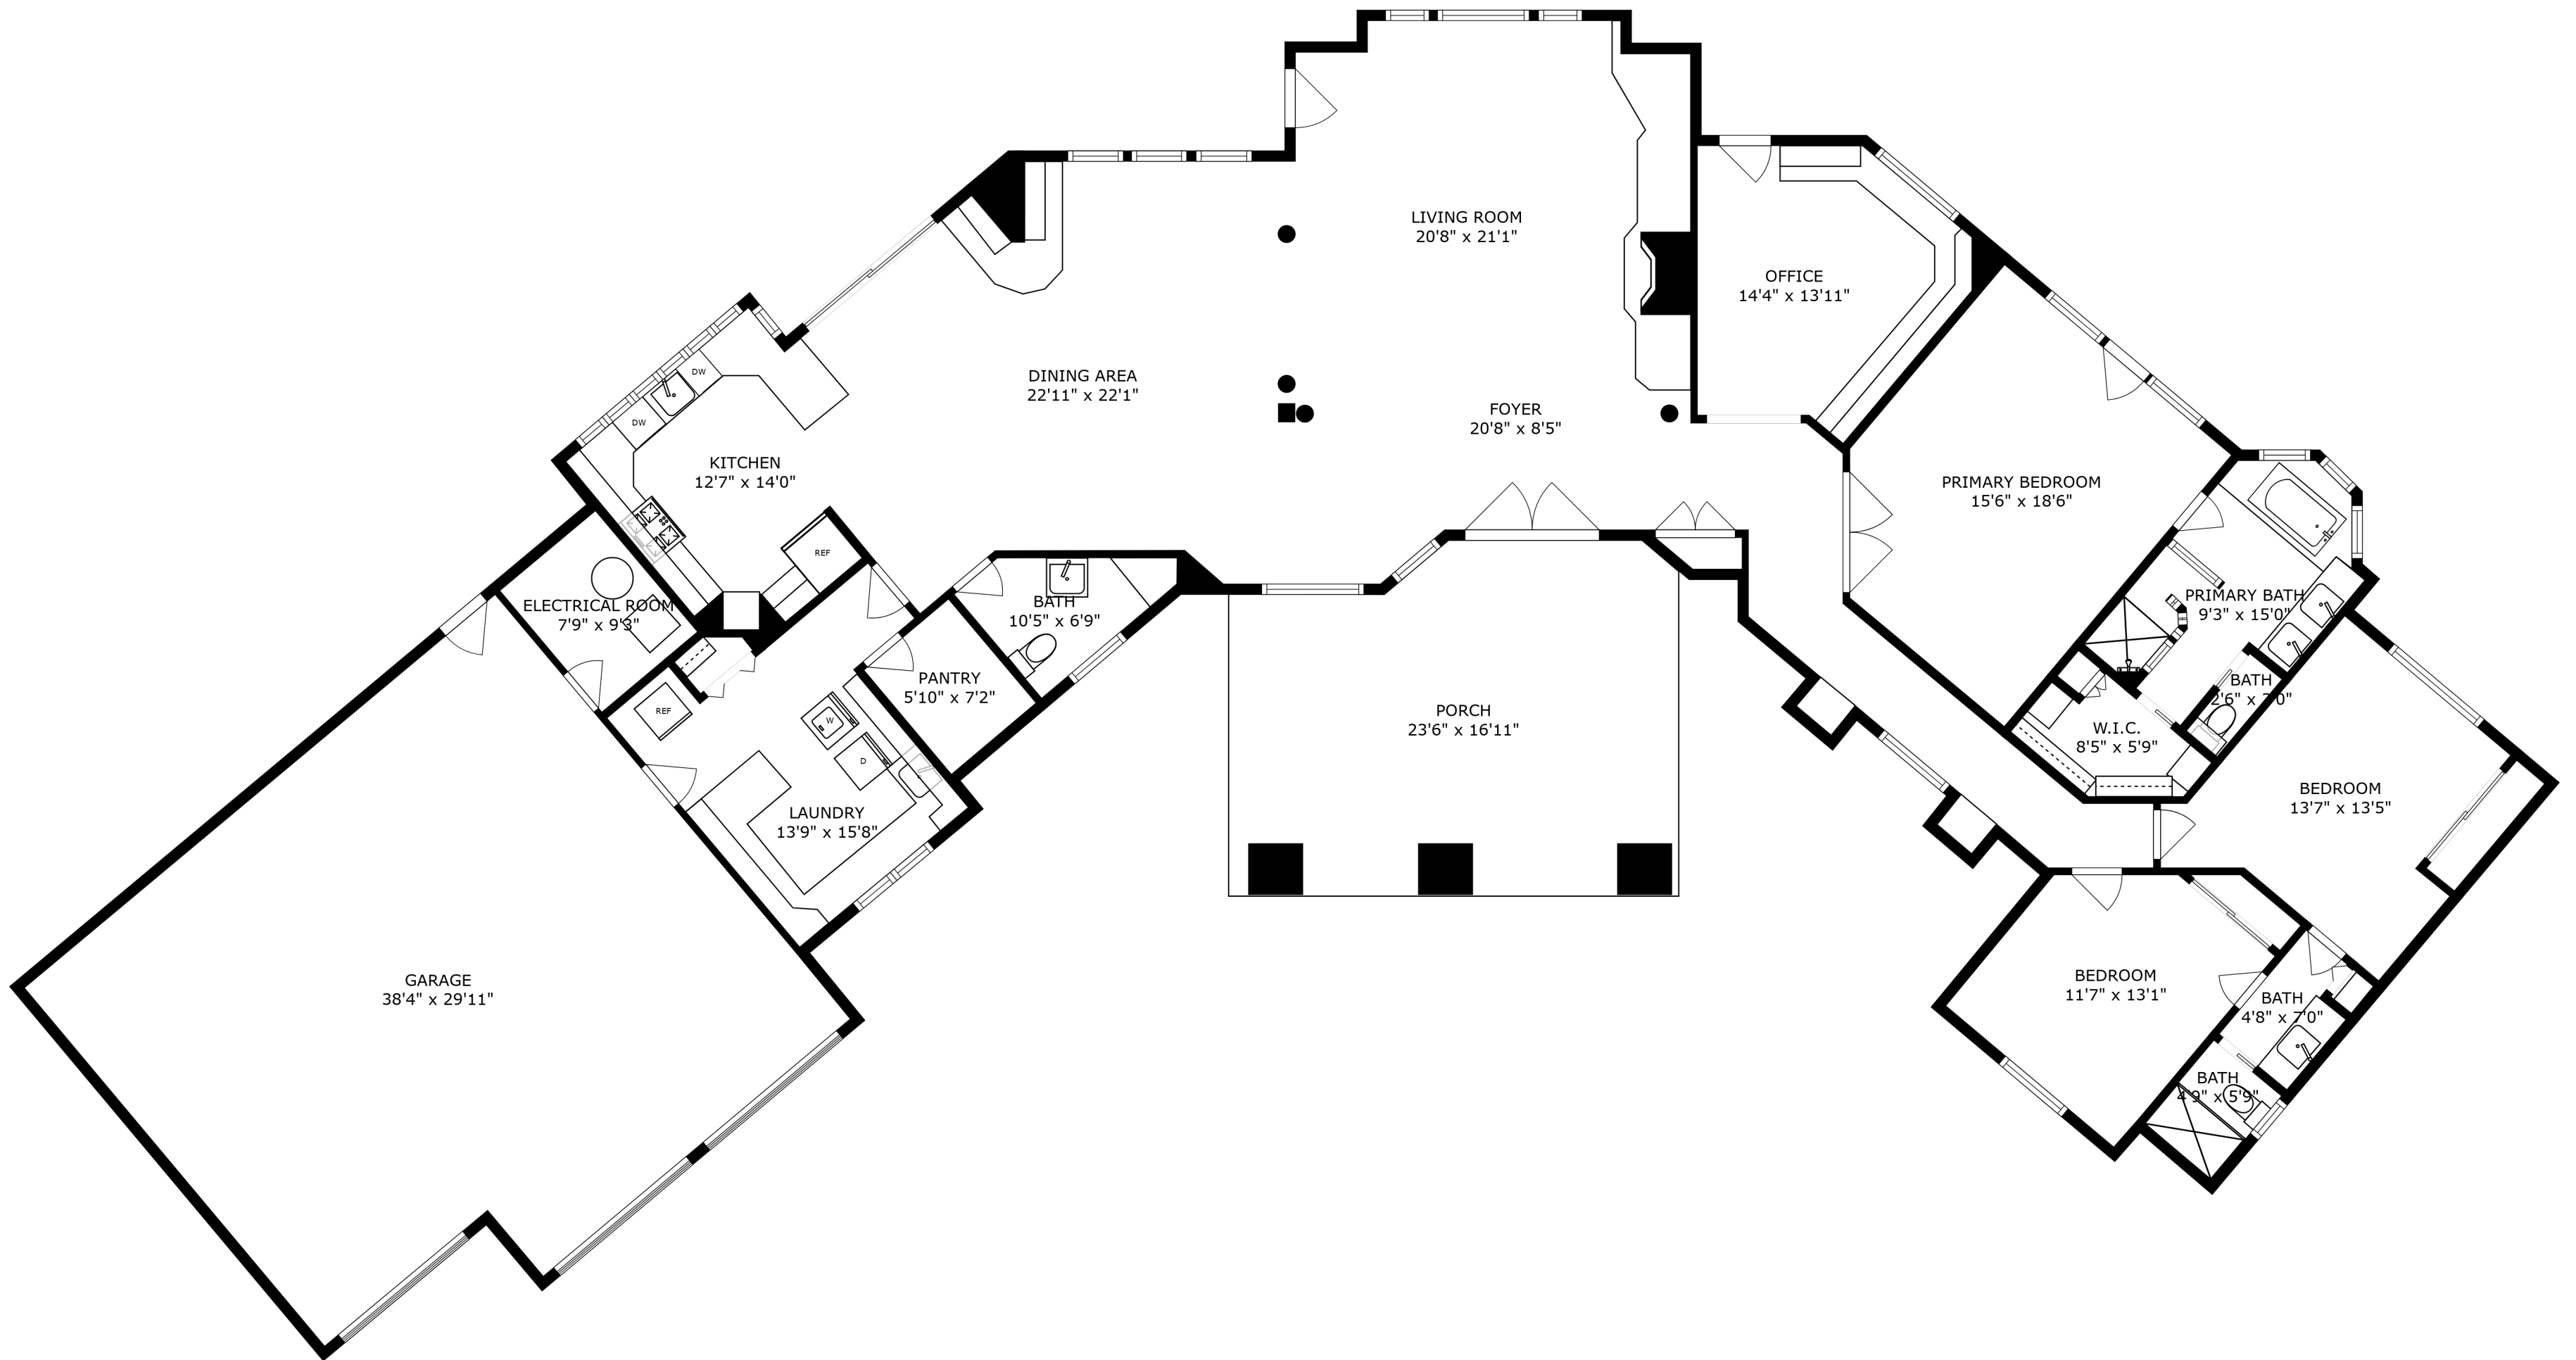 LIVING ROOM
20'8" x 21'1"
OFFICE
14'4" x 13'11"
DINING AREA
22'11" x 22'1"
FOYER
20'8" x 8'5"
DW
DW
KITCHEN
12'7" x 14'0"
REF
PRIMARY BEDROOM
15'6" x 18'6"
ELECTRICAL ROOM
7'9" x 9'3"
BATH
10'5" x 6'9"
PRIMARY BATH
9'3" x 15'0"
PANTRY
5'10" x 7'2"
BATH
REF
W
D
PORCH
23'6" x 16'11"
W.I.C.
8'5" x 5'9"
LAUNDRY
13'9" x 15'8"
BEDROOM
13'7" x 13'5"
GARAGE
38'4" x 29'11"
BEDROOM
11'7" x 13'1"
BATH
4'8" x 7'0"
BATH
4'9" x 5'9"